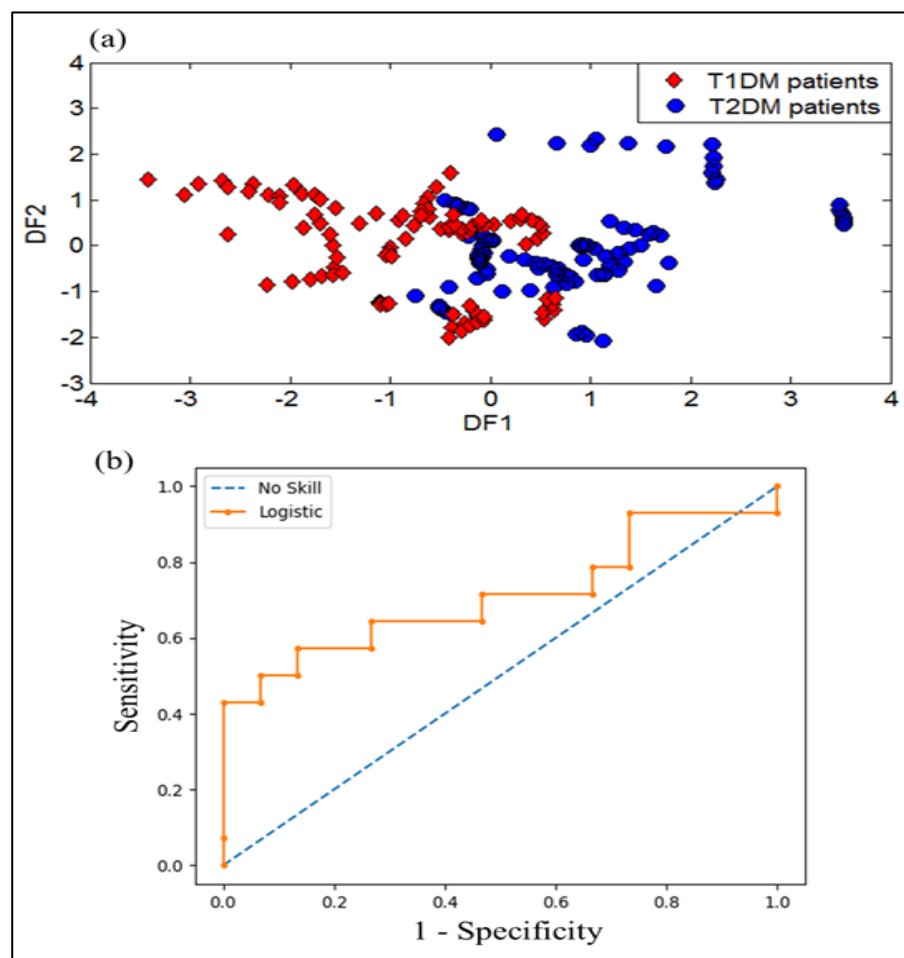 (a)
4
3
2
1
0
-1
-2
-3
DF2
-4 -3 -2 -1 0 1 2 3 4
DF1
T1DM patients
T2DM patients
(b)
1.0
0.8
0.6
0.4
0.2
0.0
Sensitivity
No Skill
Logistic
0.0 0.2 0.4 0.6 0.8 1.0
1 - Specificity